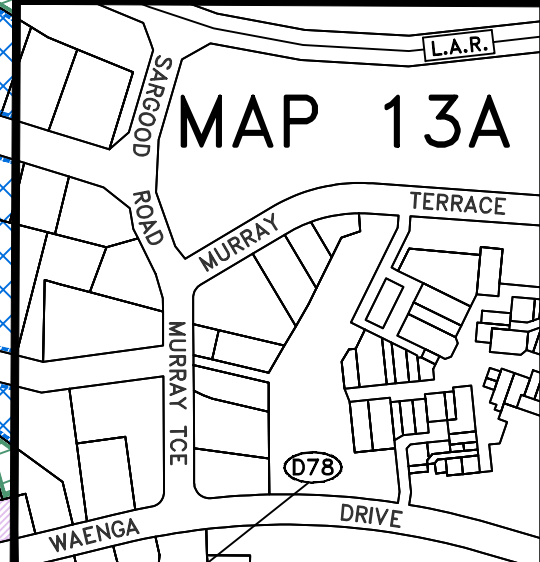 L.A.R.
SARGOOD ROAD
MAP 13A
MURRAY TERRACE
MURRAY TCE
D78
WAENGA DRIVE